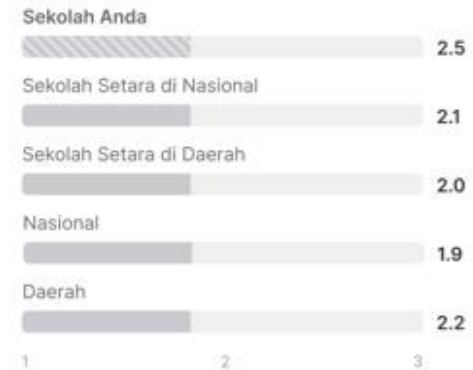 Sekolah Anda
2.5
Sekolah Setara di Nasional
2.1
Sekolah Setara di Daerah
2.0
Nasional
1.9
Daerah
2.2
1 2 3